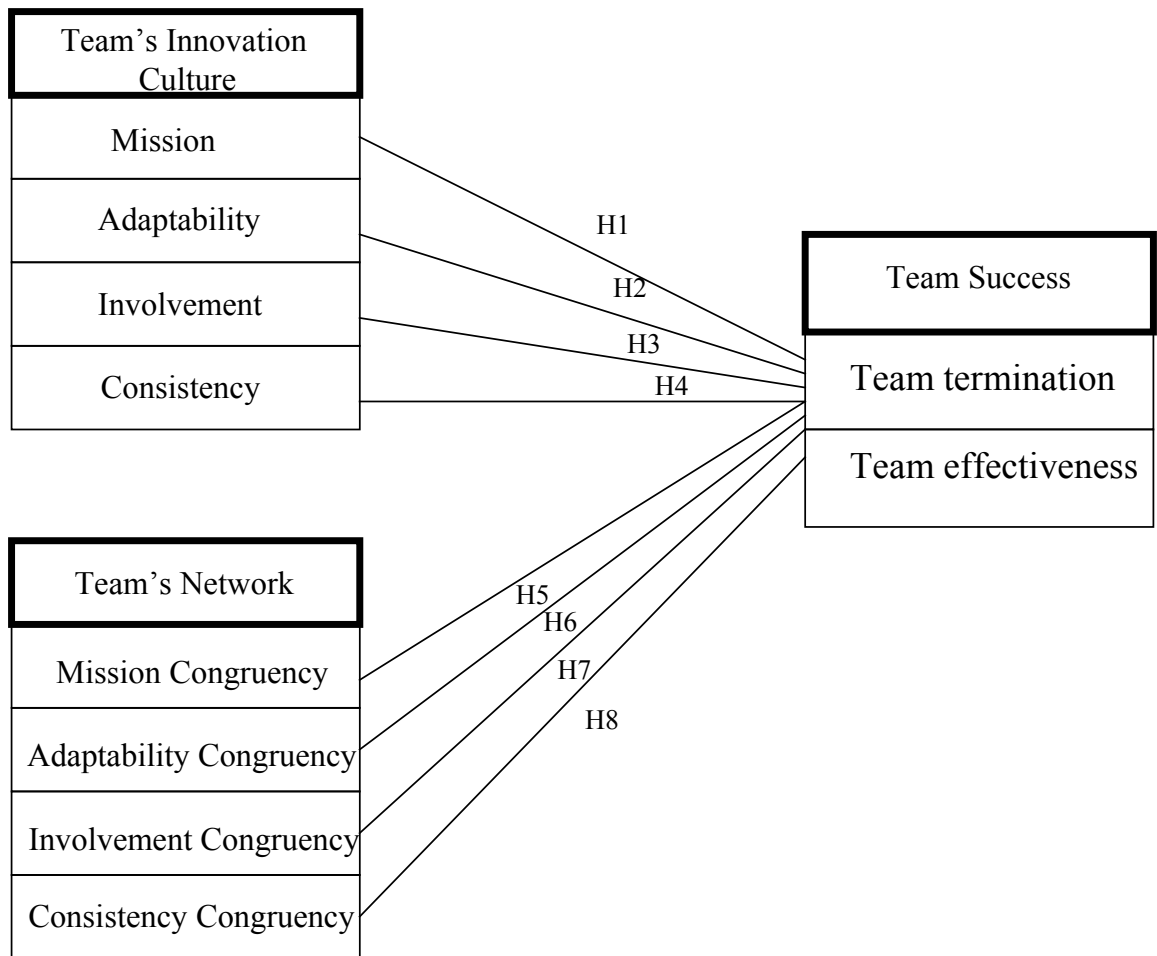 Team’s Innovation
Culture
Mission
Adaptability
Involvement
Consistency
H1
H2
H3
H4
Team Success
Team termination
Team effectiveness
Team’s Network
Mission Congruency
Adaptability Congruency
Involvement Congruency
Consistency Congruency
H5
H6
H7
H8